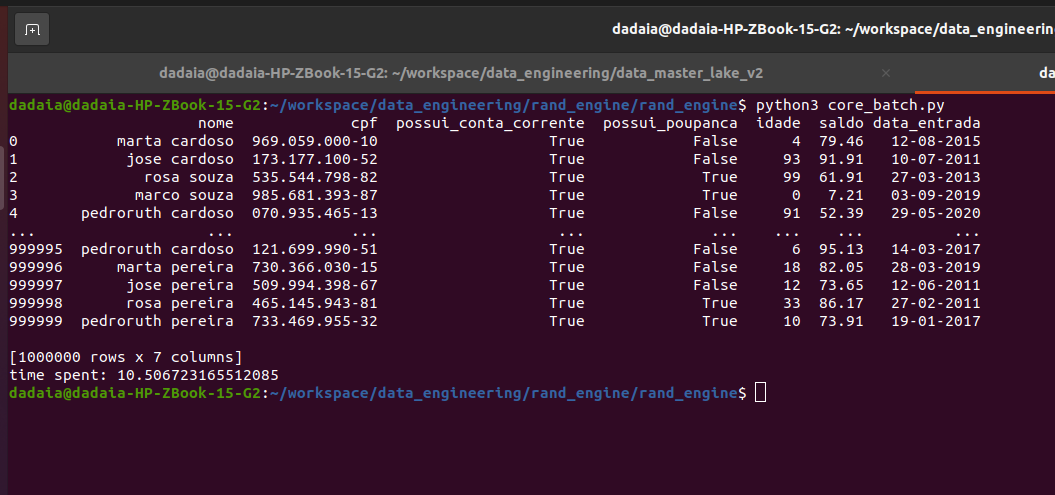 dadaia@dadaia-HP-ZBook-15-G2: ~/workspace/data_engineerin
dadaia@dadaia-HP-ZBook-15-G2: ~/workspace/data_engineering/data_master_lake_v2 × da
dadaia@dadaia-HP-ZBook-15-G2:~/workspace/data_engineering/rand_engine/rand_engine$ python3 core_batch.py
nome cpf possui_conta_corrente possui_poupanca idade saldo data_entrada
0 marta cardoso 969.059.000-10 True False 4 79.46 12-08-2015
1 jose cardoso 173.177.100-52 True False 93 91.91 10-07-2011
2 rosa souza 535.544.798-82 True True 99 61.91 27-03-2013
3 marco souza 985.681.393-87 True True 0 7.21 03-09-2019
4 pedroruth cardoso 070.935.465-13 True False 91 52.39 29-05-2020
... ... ... ... ... ... ... ...
999995 pedroruth cardoso 121.699.990-51 True False 6 95.13 14-03-2017
999996 marta pereira 730.366.030-15 True False 18 82.05 28-03-2019
999997 jose pereira 509.994.398-67 True False 12 73.65 12-06-2011
999998 rosa pereira 465.145.943-81 True True 33 86.17 27-02-2011
999999 pedroruth pereira 733.469.955-32 True True 10 73.91 19-01-2017
[1000000 rows x 7 columns]
time spent: 10.506723165512085
dadaia@dadaia-HP-ZBook-15-G2:~/workspace/data_engineering/rand_engine/rand_engine$